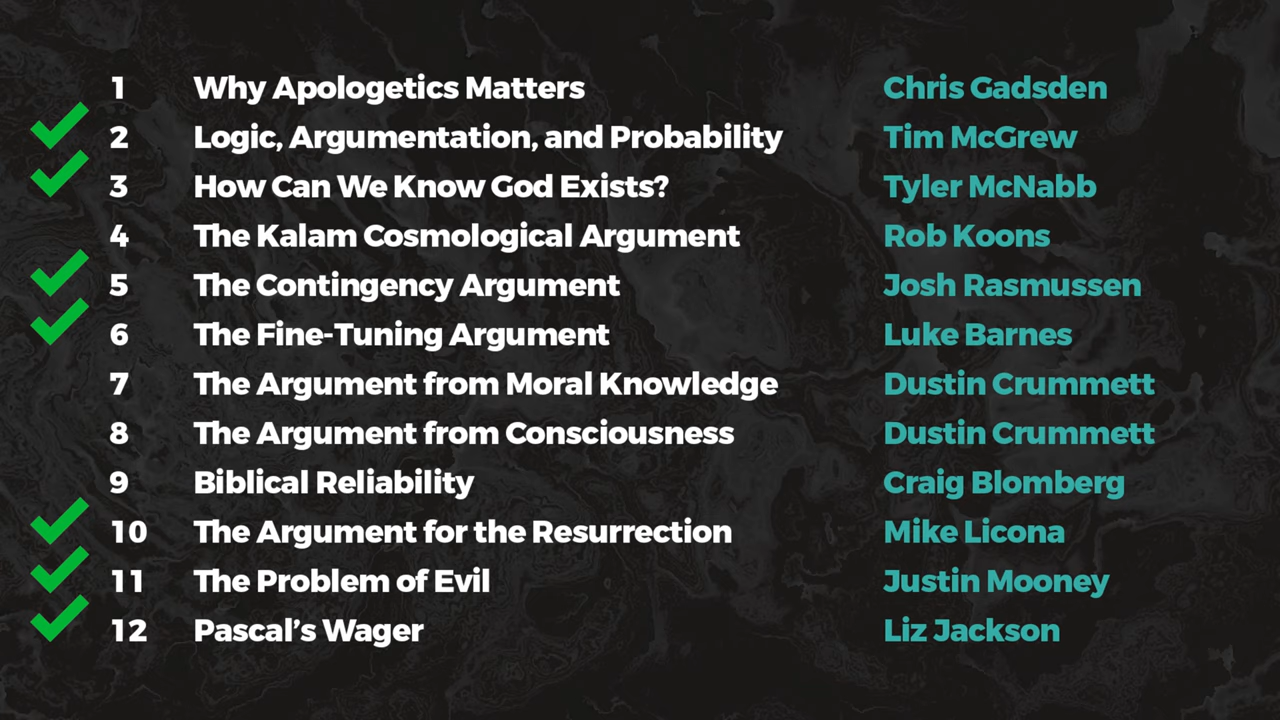 1 Why Apologetics Matters Chris Gadsden
2 Logic, Argumentation, and Probability Tim McGrew
3 How Can We Know God Exists? Tyler McNabb
4 The Kalam Cosmological Argument Rob Koons
5 The Contingency Argument Josh Rasmussen
6 The Fine-Tuning Argument Luke Barnes
7 The Argument from Moral Knowledge Dustin Crummett
8 The Argument from Consciousness Dustin Crummett
9 Biblical Reliability Craig Blomberg
10 The Argument for the Resurrection Mike Licona
11 The Problem of Evil Justin Mooney
12 Pascal’s Wager Liz Jackson